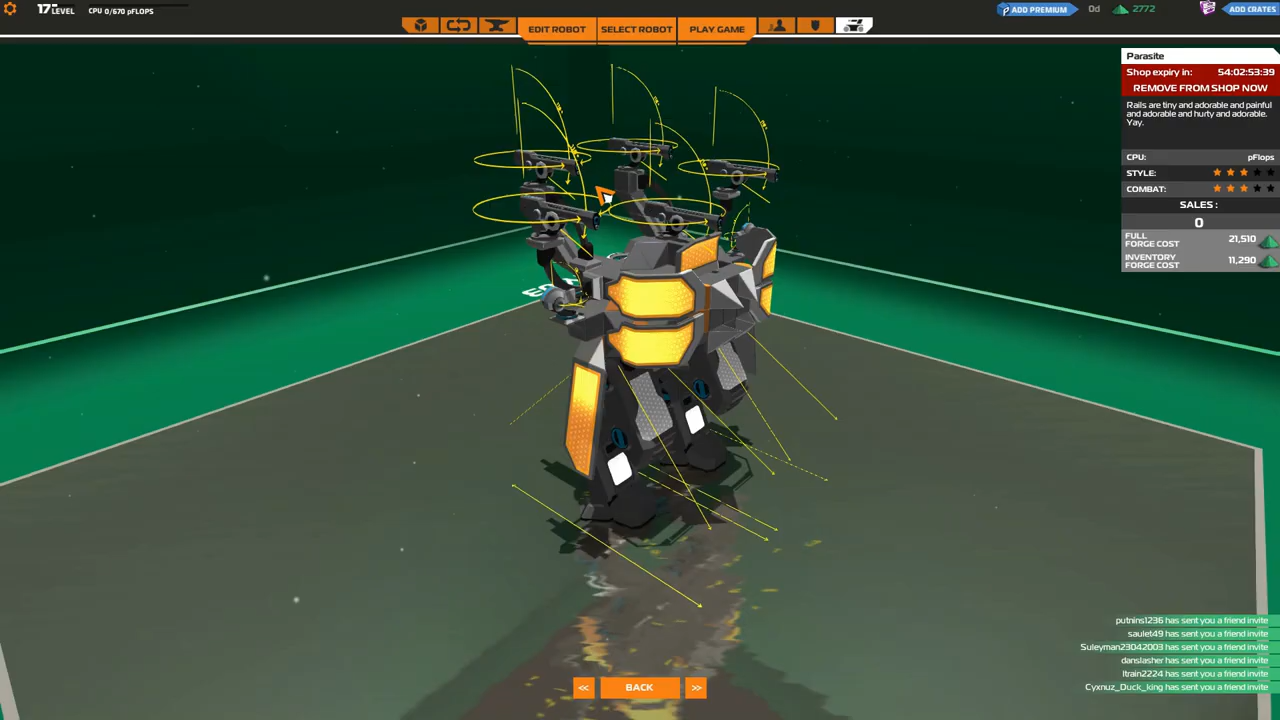 17 LEVEL
CPU 0/670 pFLOPS
EDIT ROBOT
SELECT ROBOT
PLAY GAME
ADD PREMIUM
0d
2772
ADD CRATES
Parasite
Shop expiry in: 54:02:53:39
REMOVE FROM SHOP NOW
Rails are tiny and adorable and painful
and adorable and hurty and adorable.
Yay.
CPU: pFlops
STYLE:
COMBAT:
SALES :
0
FULL
FORGE COST 21,510
INVENTORY
FORGE COST 11,290
putnins1236 has sent you a friend invite
saulet49 has sent you a friend invite
Suleyman23042003 has sent you a friend invite
danslasher has sent you a friend invite
ltrain2224 has sent you a friend invite
Cyxnuz_Duck_king has sent you a friend invite
<< BACK >>